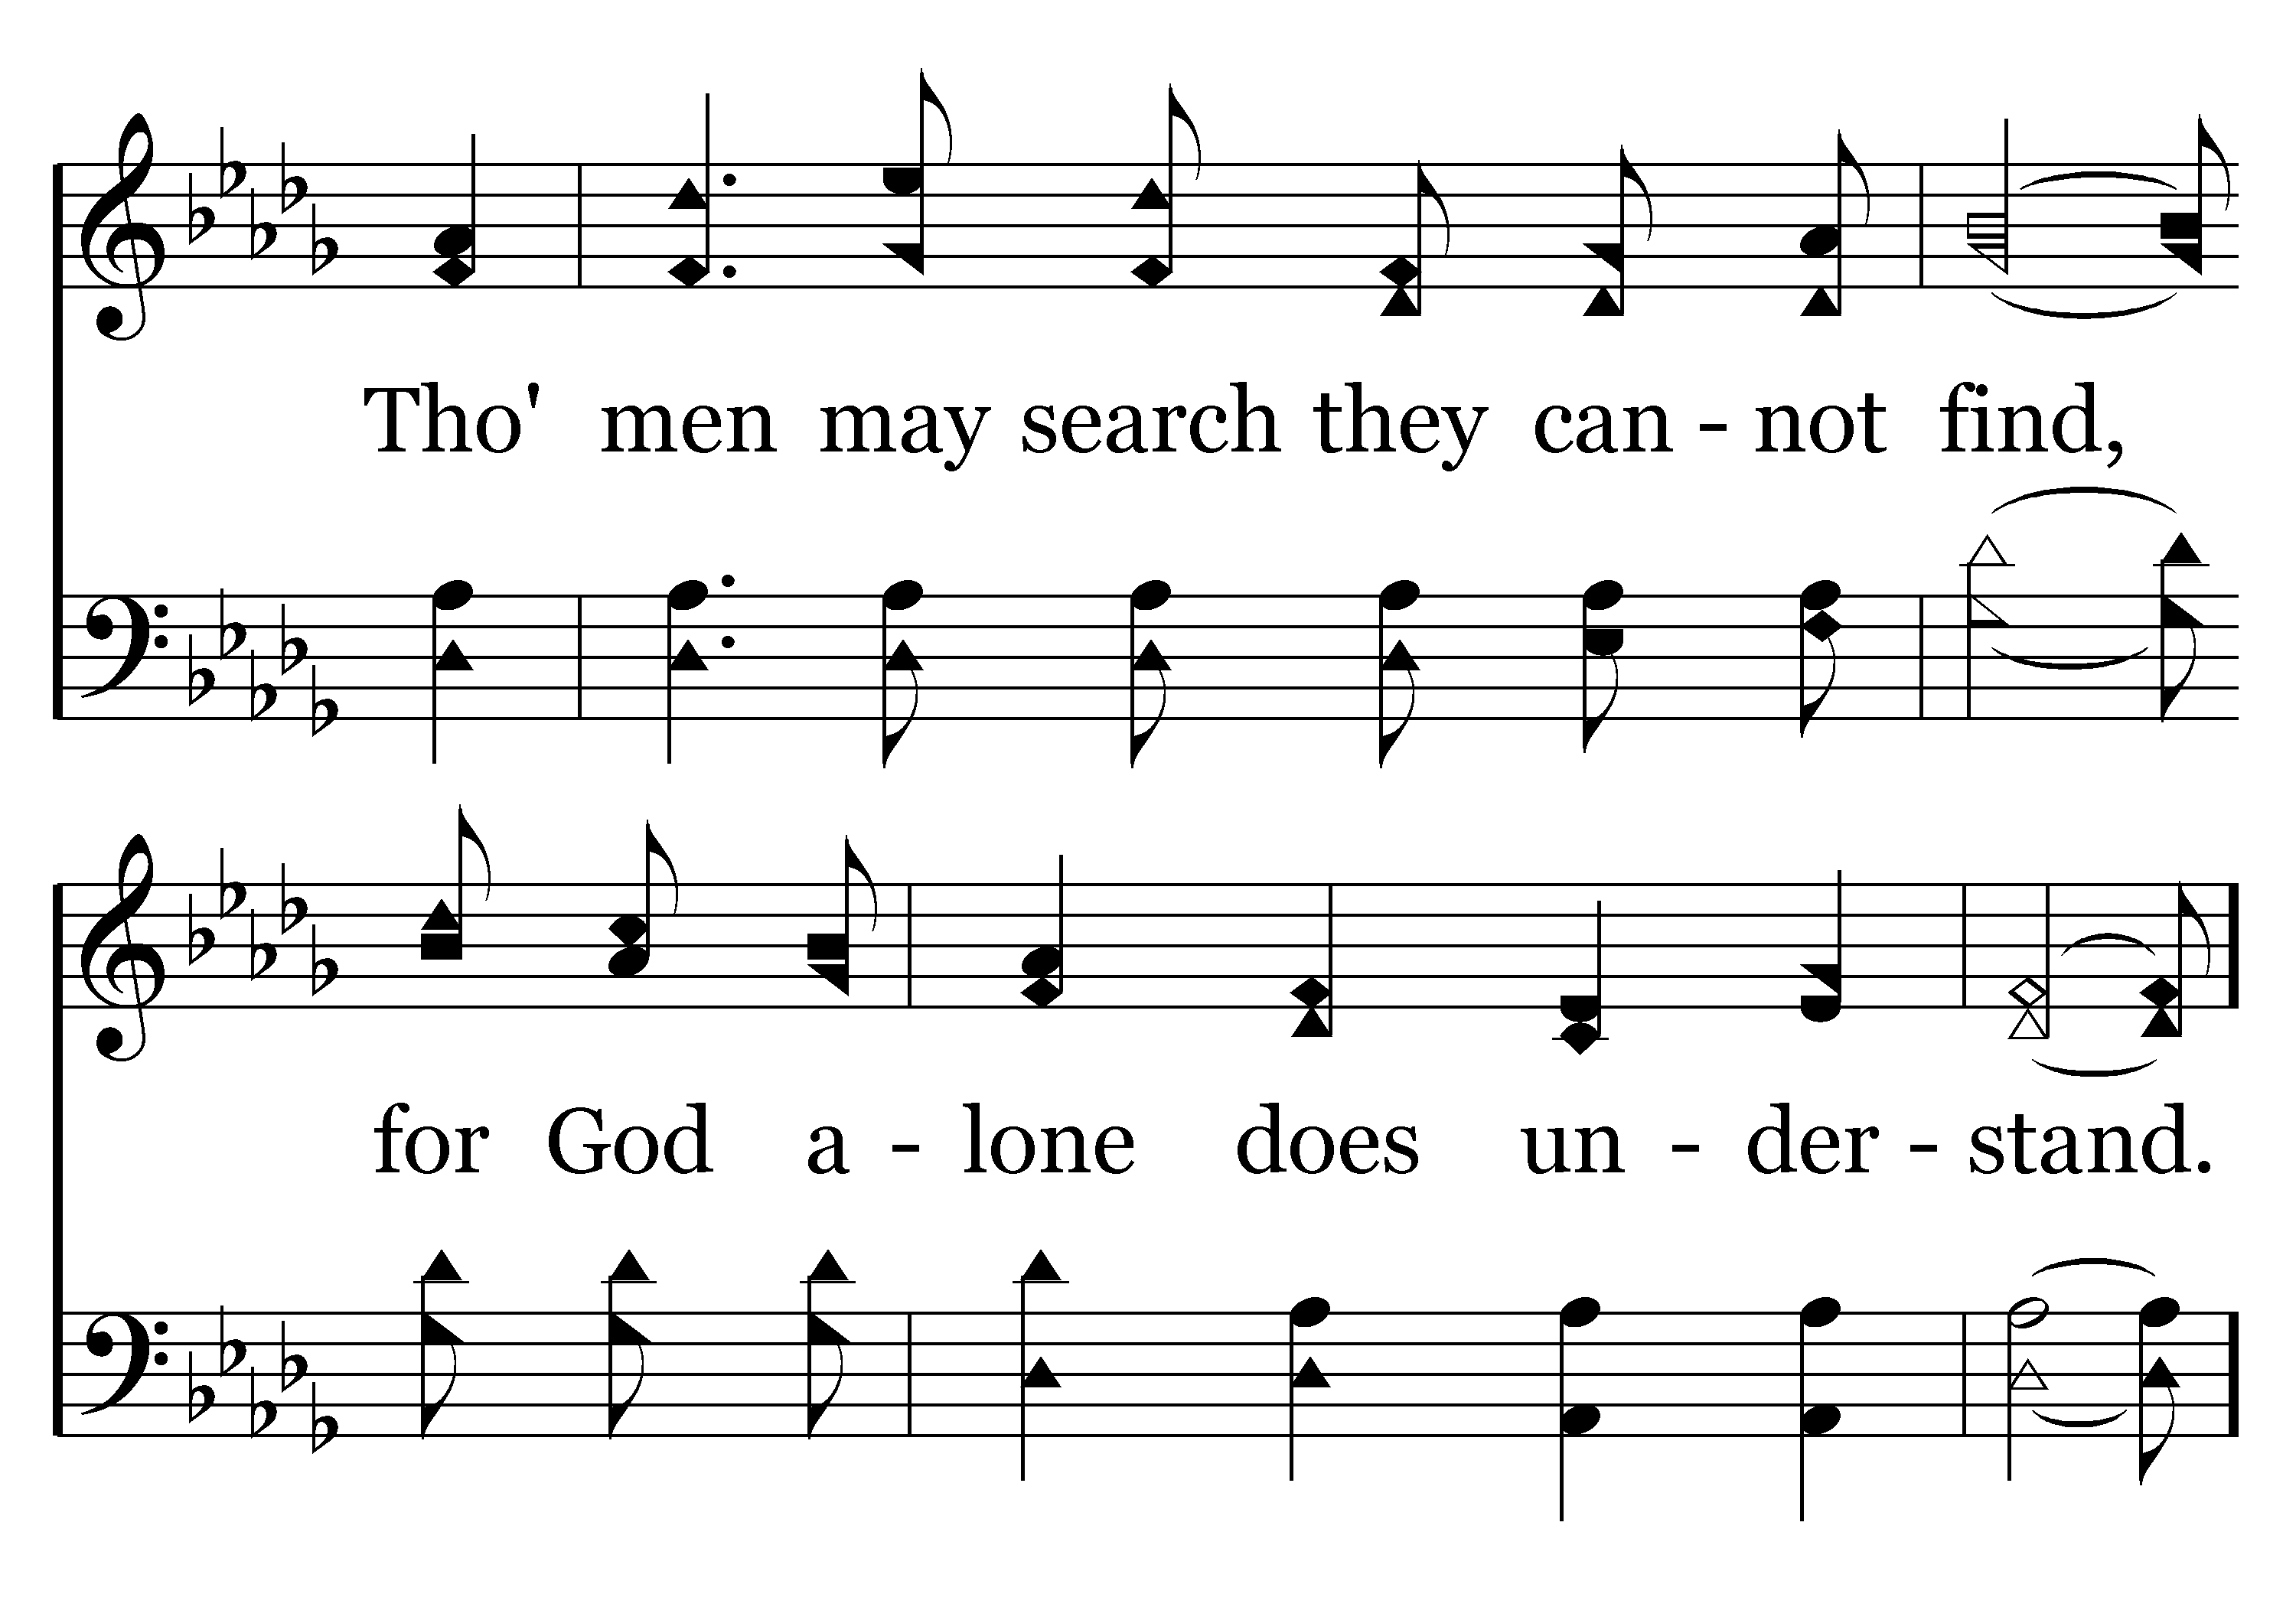 Tho' men may search they can - not find,
for God a - lone does un - der - stand.